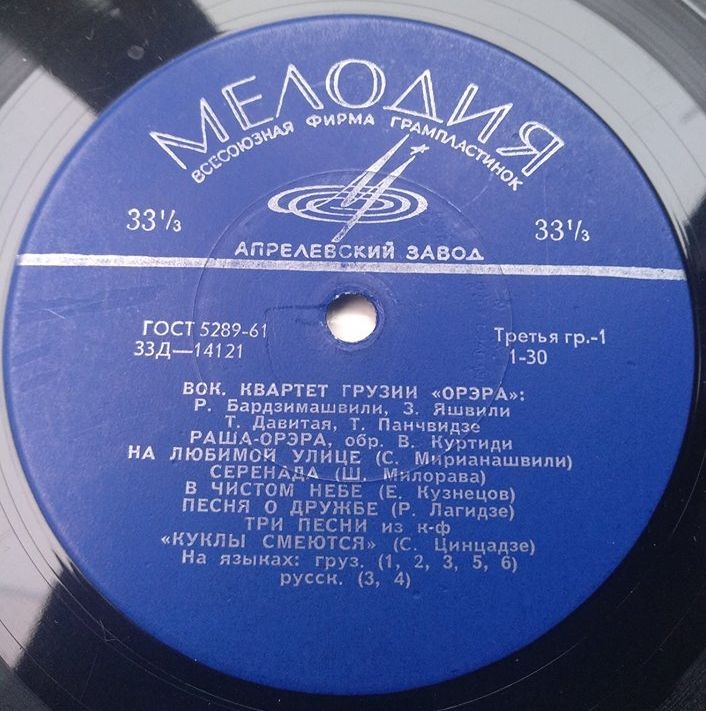 МЕЛОДИЯ
ВСЕСОЮЗНАЯ ФИРМА ГРАМПЛАСТИНОК
33⅓ 33⅓
АПРЕЛЕВСКИЙ ЗАВОД
ГОСТ 5289-61 Третья гр.-1
33Д—14121 1-30
ВОК. КВАРТЕТ ГРУЗИИ «ОРЭРА»:
Р. Бардзимашвили, З. Яшвили
Т. Давитая, Т. Панчвидзе
РАША-ОРЭРА, обр. В. Куртиди
НА ЛЮБИМОЙ УЛИЦЕ (С. Мирианашвили)
СЕРЕНАДА (Ш. Милорава)
В ЧИСТОМ НЕБЕ (Е. Кузнецов)
ПЕСНЯ О ДРУЖБЕ (Р. Лагидзе)
ТРИ ПЕСНИ из к-ф
«КУКЛЫ СМЕЮТСЯ» (С. Цинцадзе)
На языках: груз. (1, 2, 3, 5, 6)
русск. (3, 4)